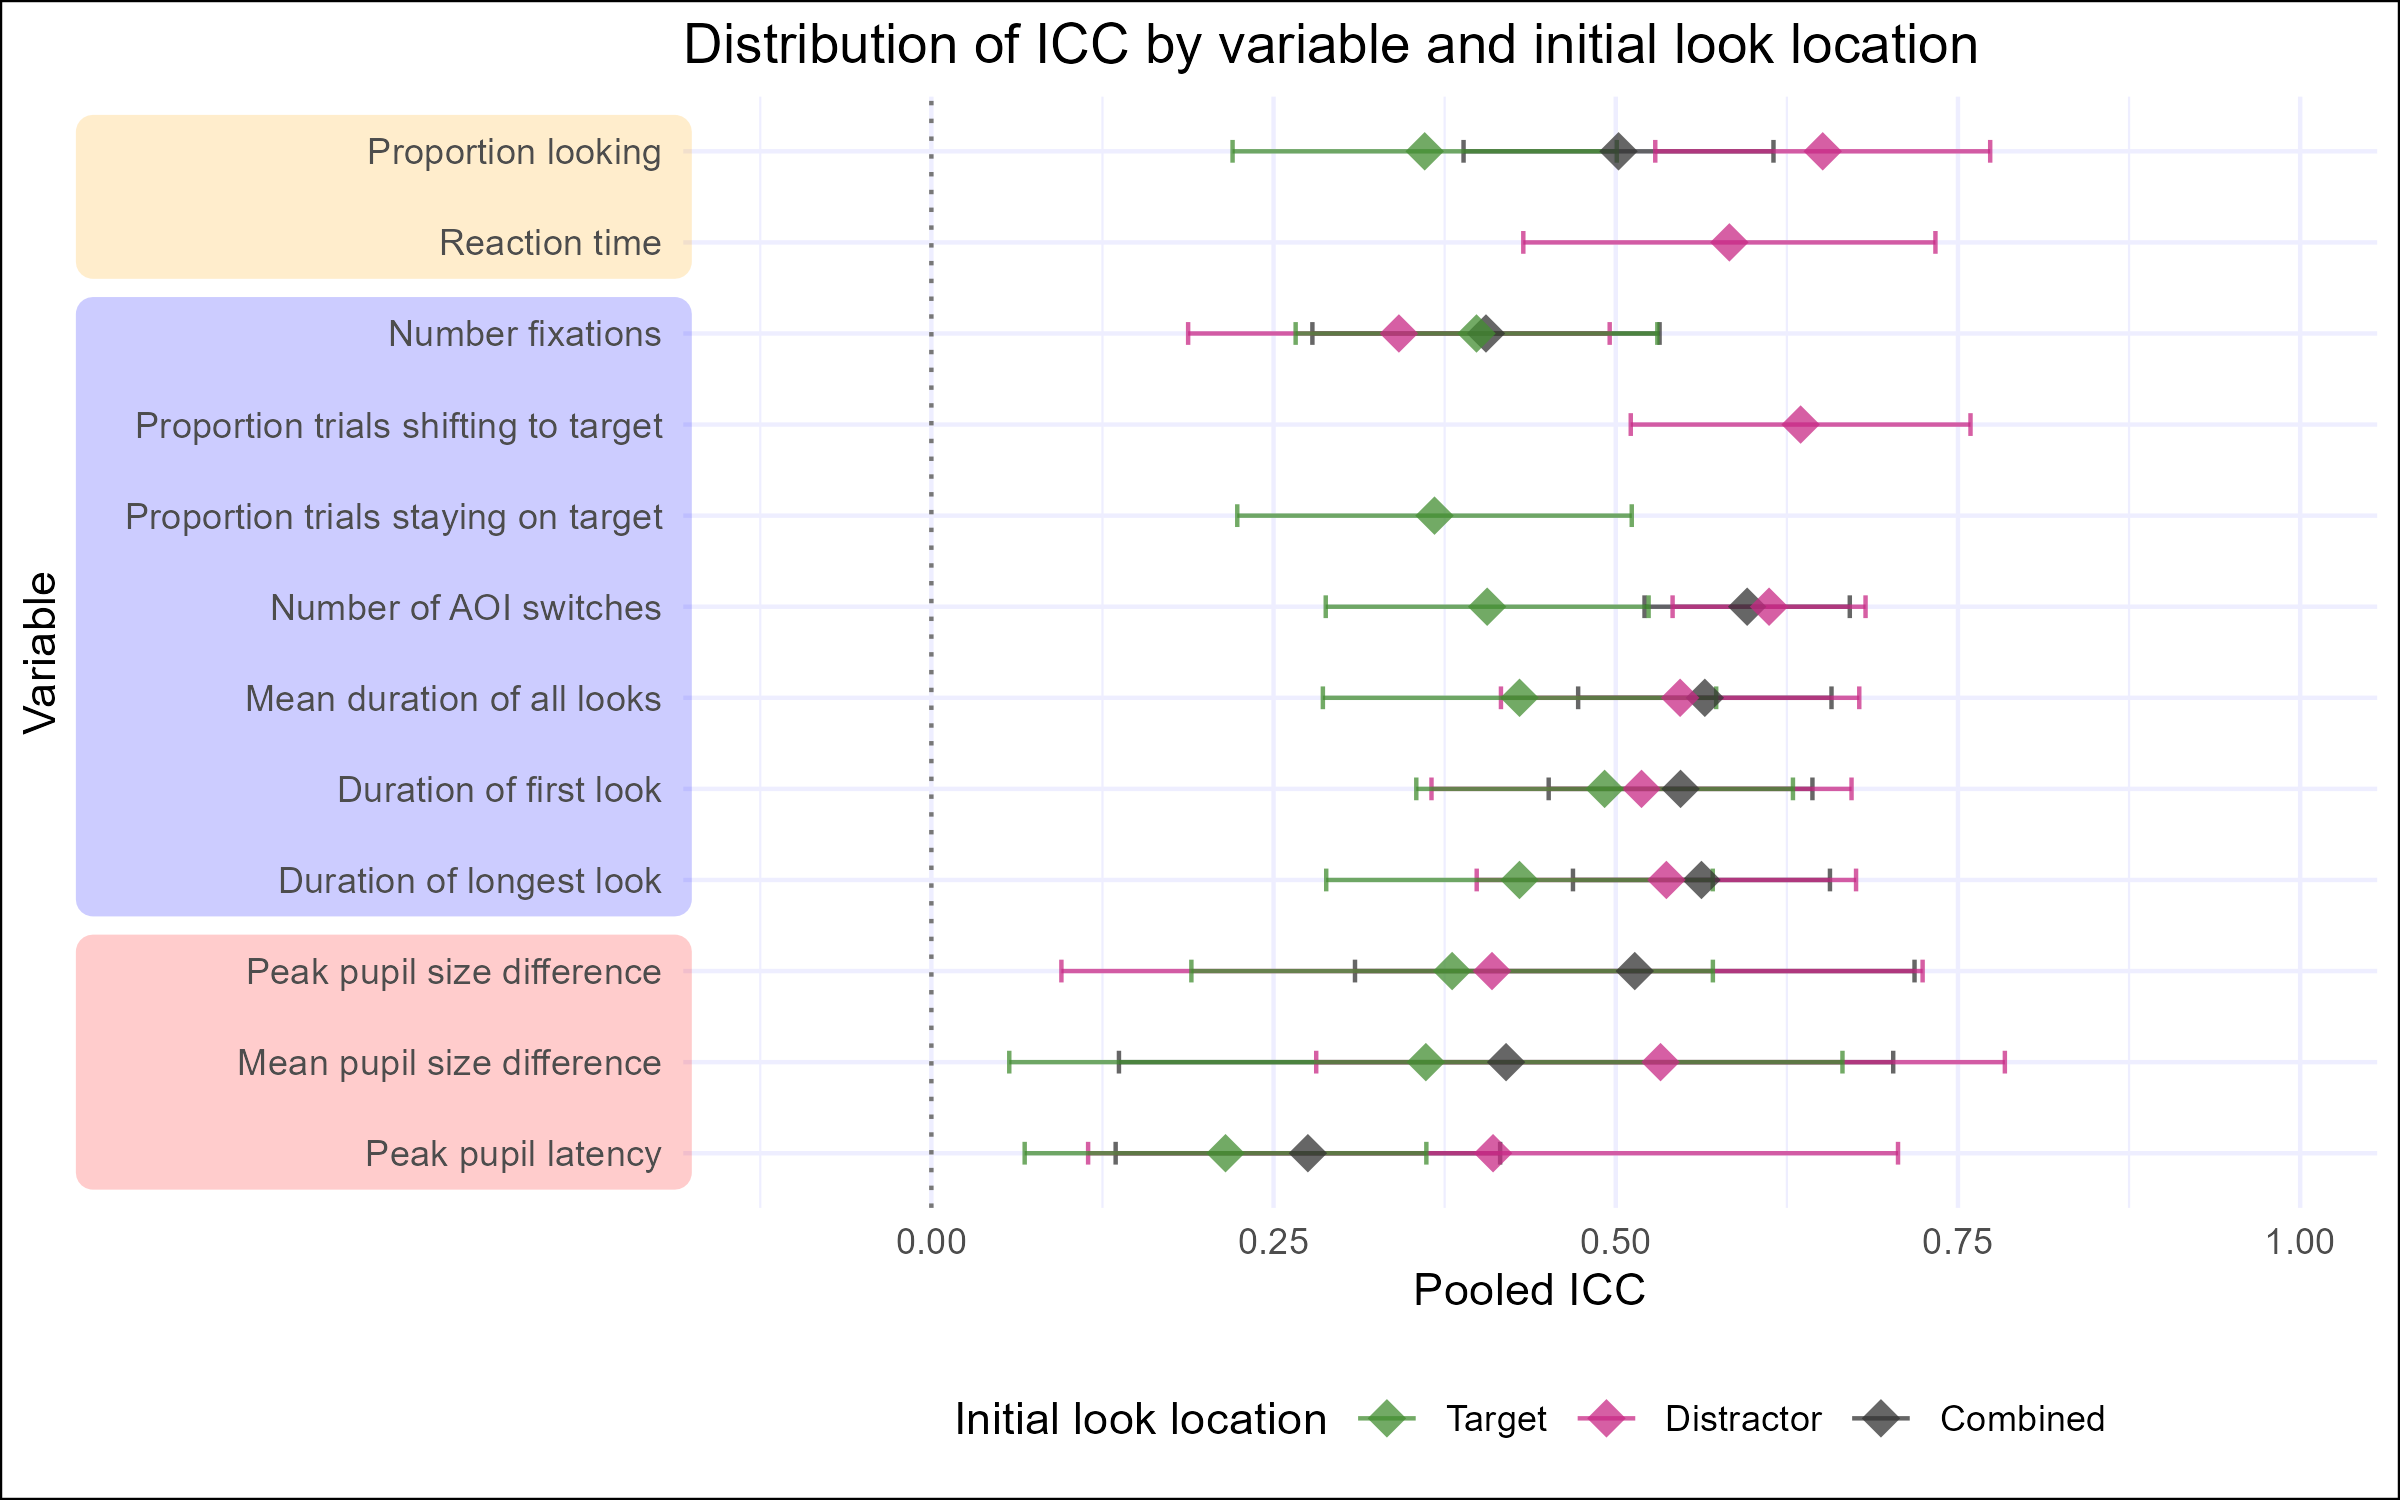 Distribution of ICC by variable and initial look location
Variable
Proportion looking
Reaction time
Number fixations
Proportion trials shifting to target
Proportion trials staying on target
Number of AOI switches
Mean duration of all looks
Duration of first look
Duration of longest look
Peak pupil size difference
Mean pupil size difference
Peak pupil latency
0.00 0.25 0.50 0.75 1.00
Pooled ICC
Initial look location Target Distractor Combined